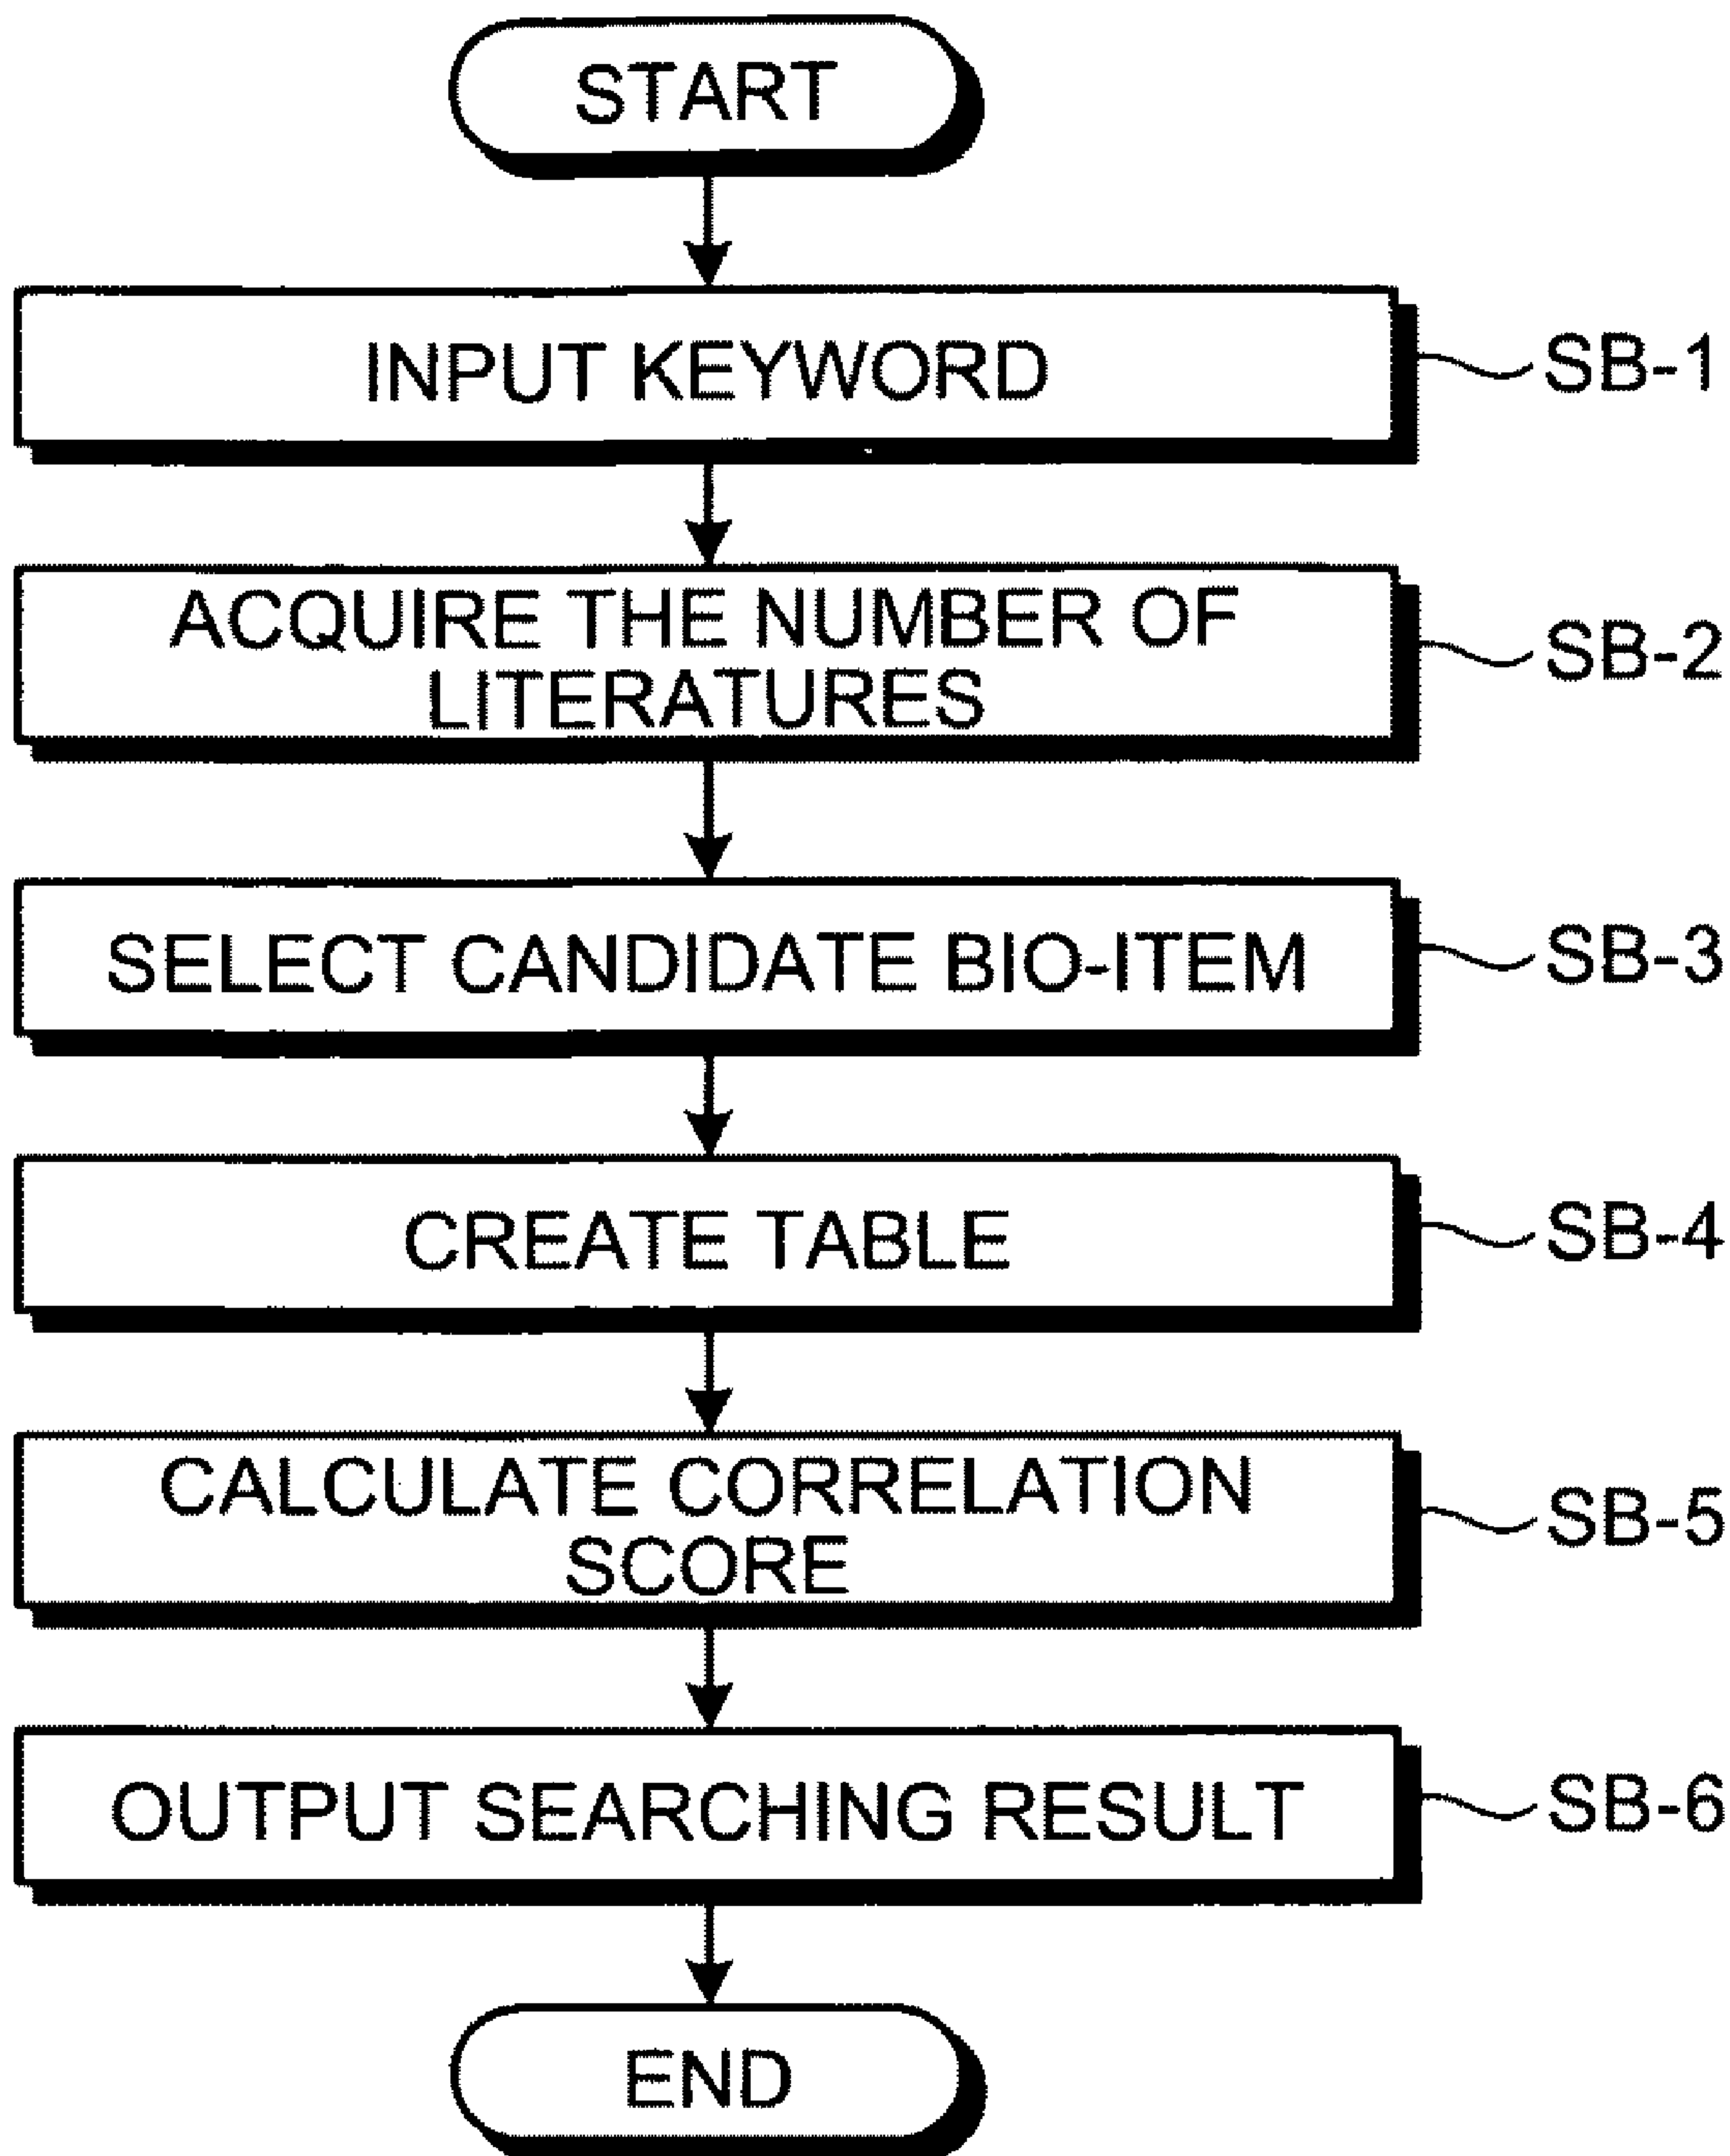 START
INPUT KEYWORD
SB-1
ACQUIRE THE NUMBER OF
LITERATURES
SB-2
SELECT CANDIDATE BIO-ITEM
SB-3
CREATE TABLE
SB-4
CALCULATE CORRELATION
SCORE
SB-5
OUTPUT SEARCHING RESULT
SB-6
END